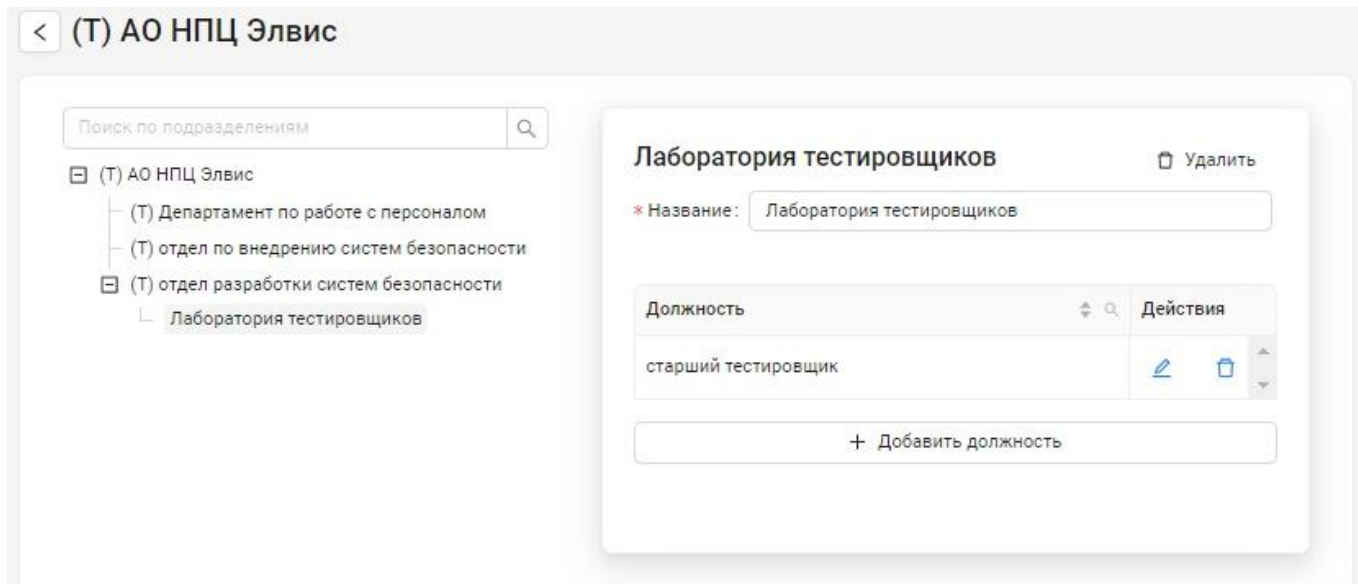 (Т) АО НПЦ Элвис
Поиск по подразделениям
(Т) АО НПЦ Элвис
(Т) Департамент по работе с персоналом
(Т) отдел по внедрению систем безопасности
(Т) отдел разработки систем безопасности
Лаборатория тестировщиков
Лаборатория тестировщиков Удалить
* Название: Лаборатория тестировщиков
Должность Действия
старший тестировщик
+ Добавить должность